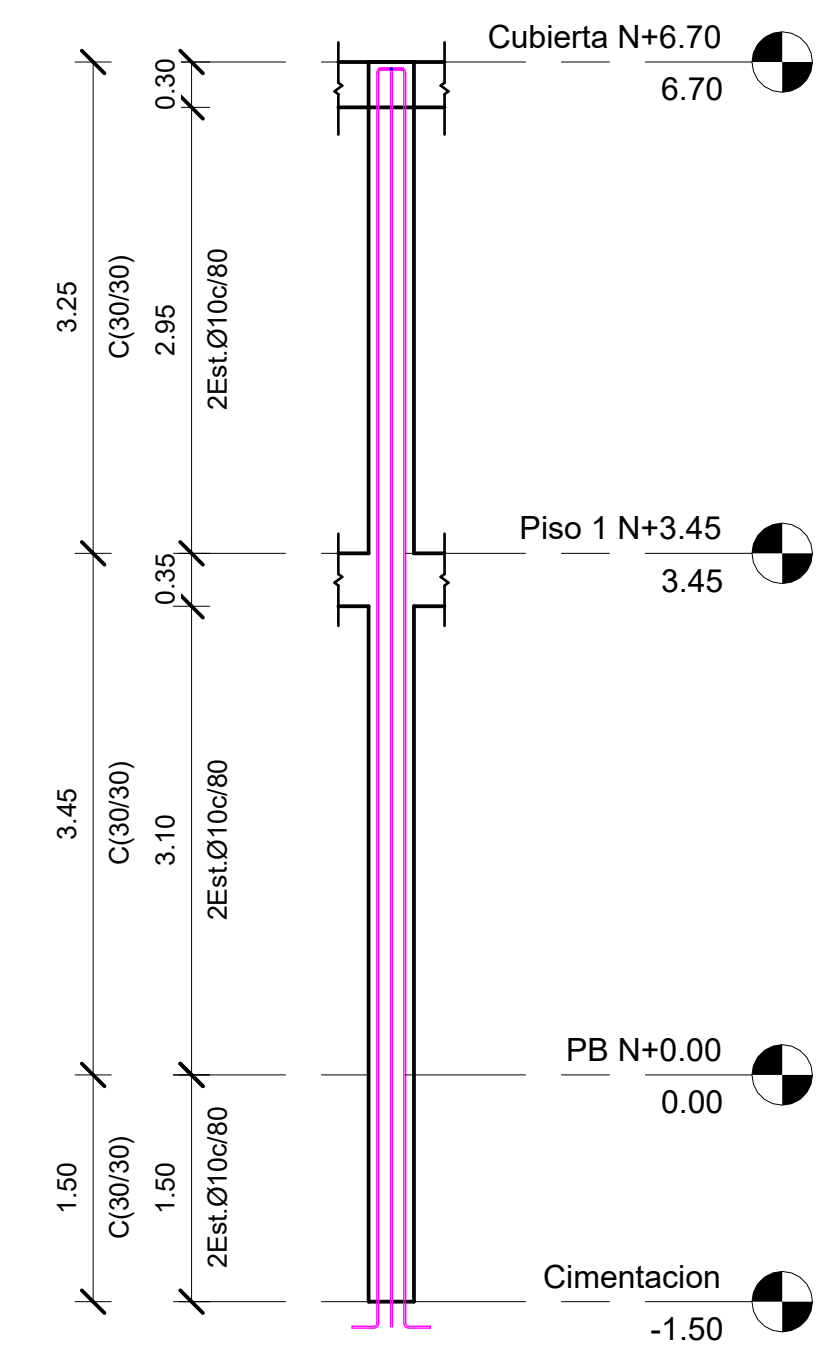 Cubierta N+6.70
6.70
0.30
3.25
C(30/30)
2.95
2Est.Ø10c/80
Piso 1 N+3.45
3.45
0.35
3.45
C(30/30)
3.10
2Est.Ø10c/80
PB N+0.00
0.00
1.50
C(30/30)
1.50
2Est.Ø10c/80
Cimentacion
-1.50